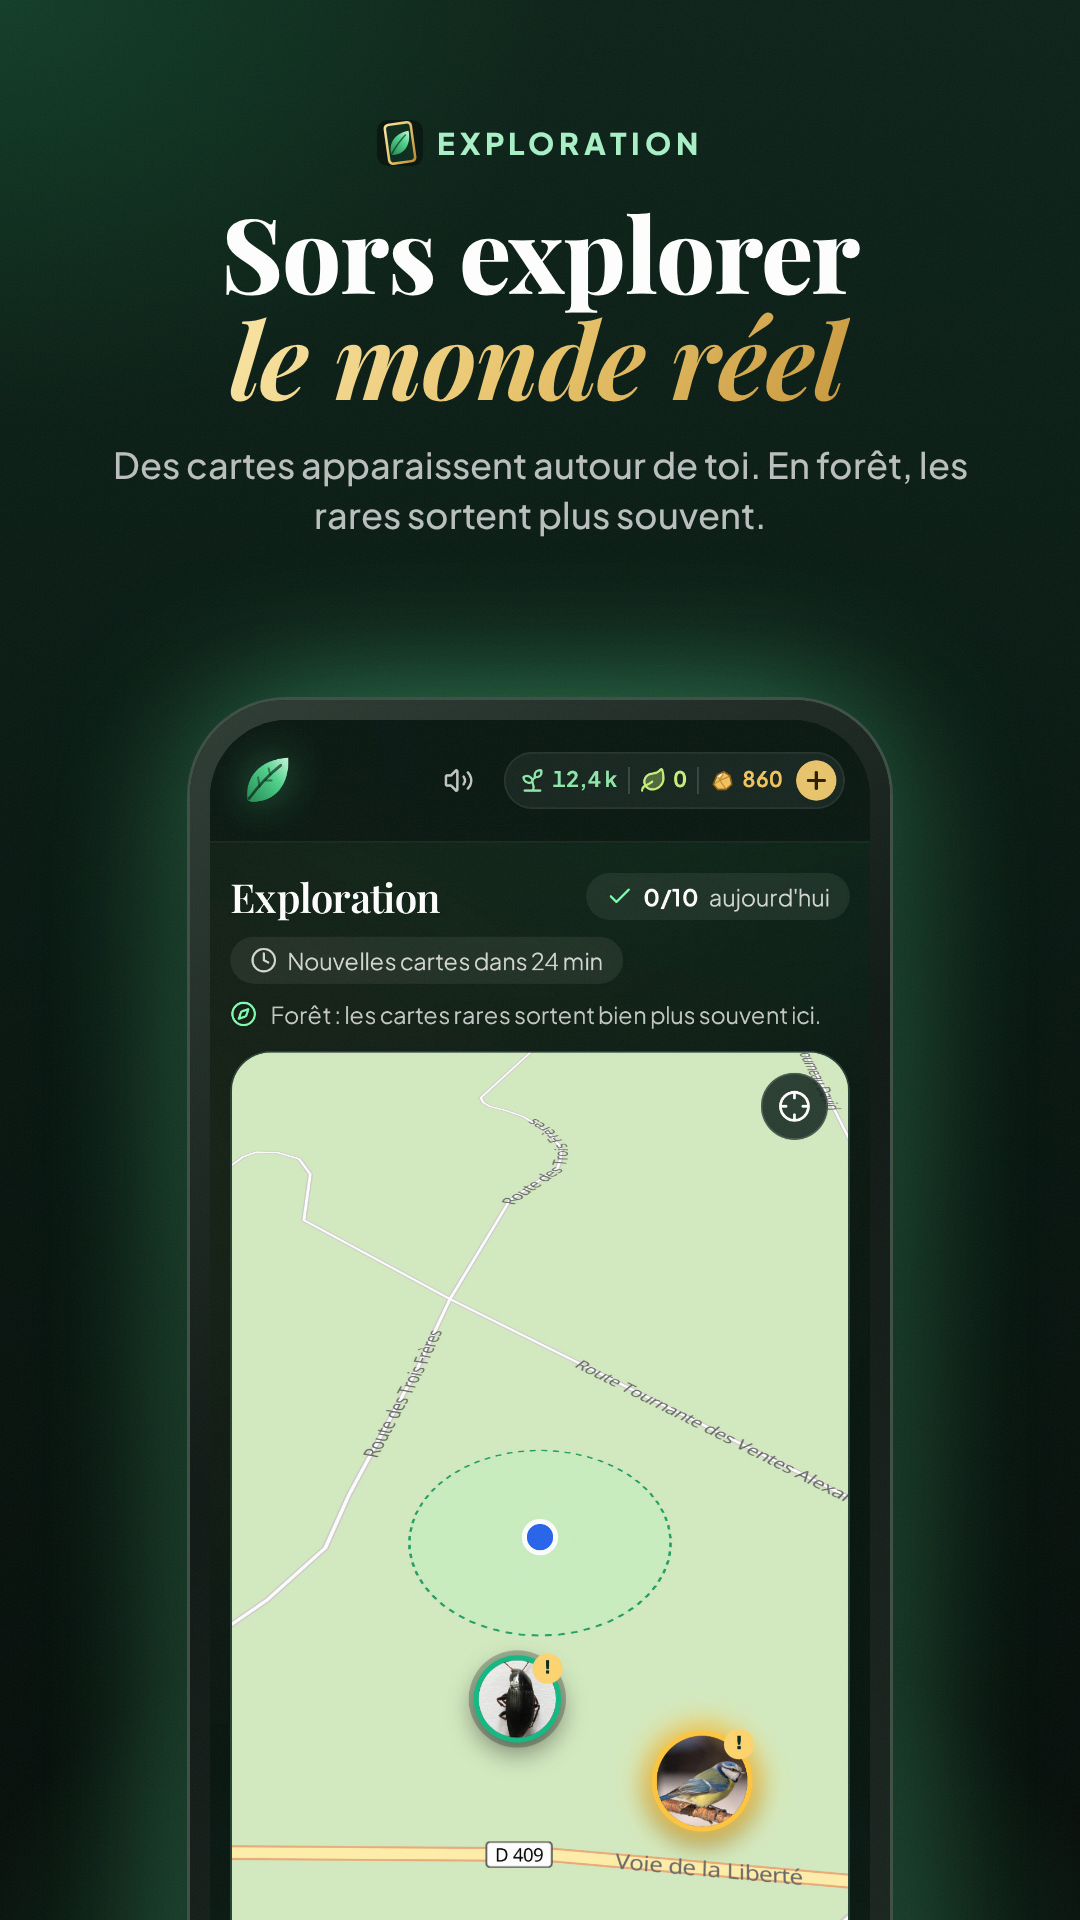 EXPLORATION
Sors explorer
le monde réel
Des cartes apparaissent autour de toi. En forêt, les
rares sortent plus souvent.
12,4k
0
860
Exploration
0/10 aujourd'hui
Nouvelles cartes dans 24 min
Forêt : les cartes rares sortent bien plus souvent ici.
David
Route des Trois Frères
Route des Trois Frères
Route Tournante des Ventes Alexa
!
!
D 409
Voie de la Liberté